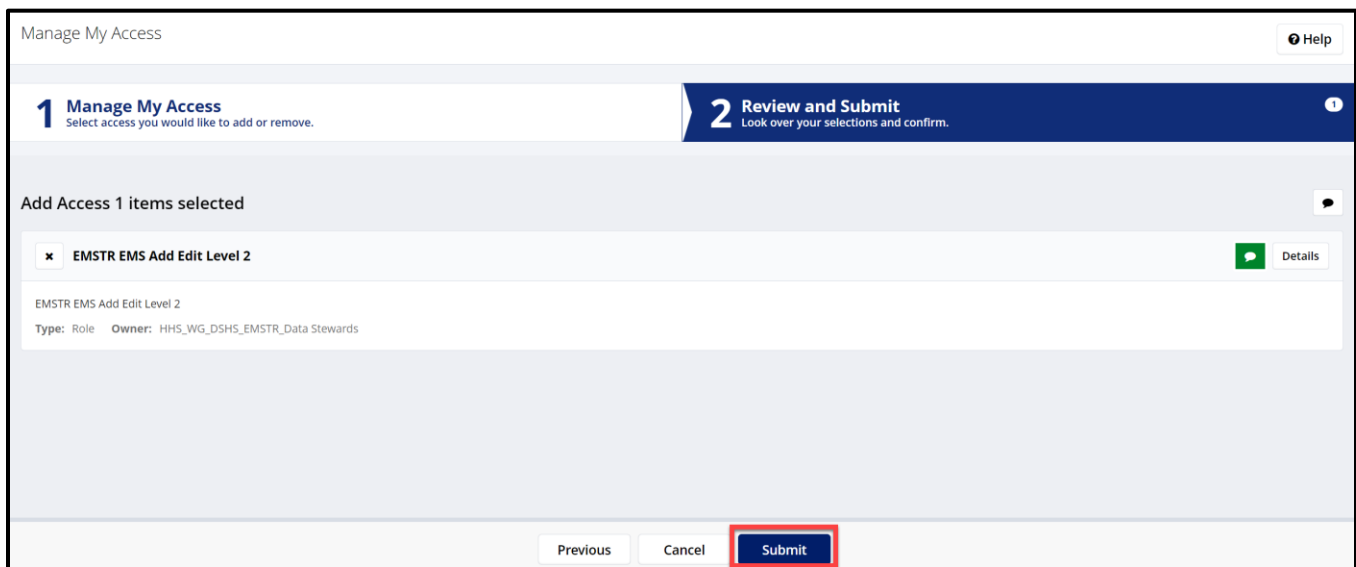 Manage My Access
Help
1 Manage My Access
Select access you would like to add or remove.
2 Review and Submit
Look over your selections and confirm.
1
Add Access 1 items selected
EMSTR EMS Add Edit Level 2
Details
EMSTR EMS Add Edit Level 2
Type: Role Owner: HHS_WG_DSHS_EMSTR_Data Stewards
Previous Cancel Submit